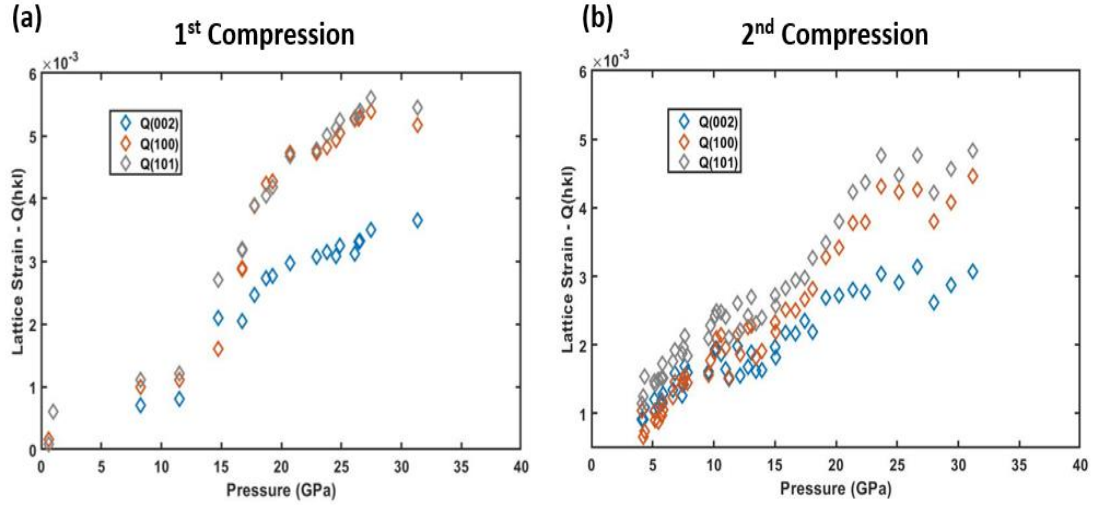 (a)
1st Compression
×10-3
6
5
4
3
2
1
0
0 5 10 15 20 25 30 35 40
Lattice Strain - Q(hkl)
Pressure (GPa)
Q(002)
Q(100)
Q(101)
(b)
2nd Compression
×10-3
6
5
4
3
2
1
0 5 10 15 20 25 30 35 40
Lattice Strain - Q(hkl)
Pressure (GPa)
Q(002)
Q(100)
Q(101)